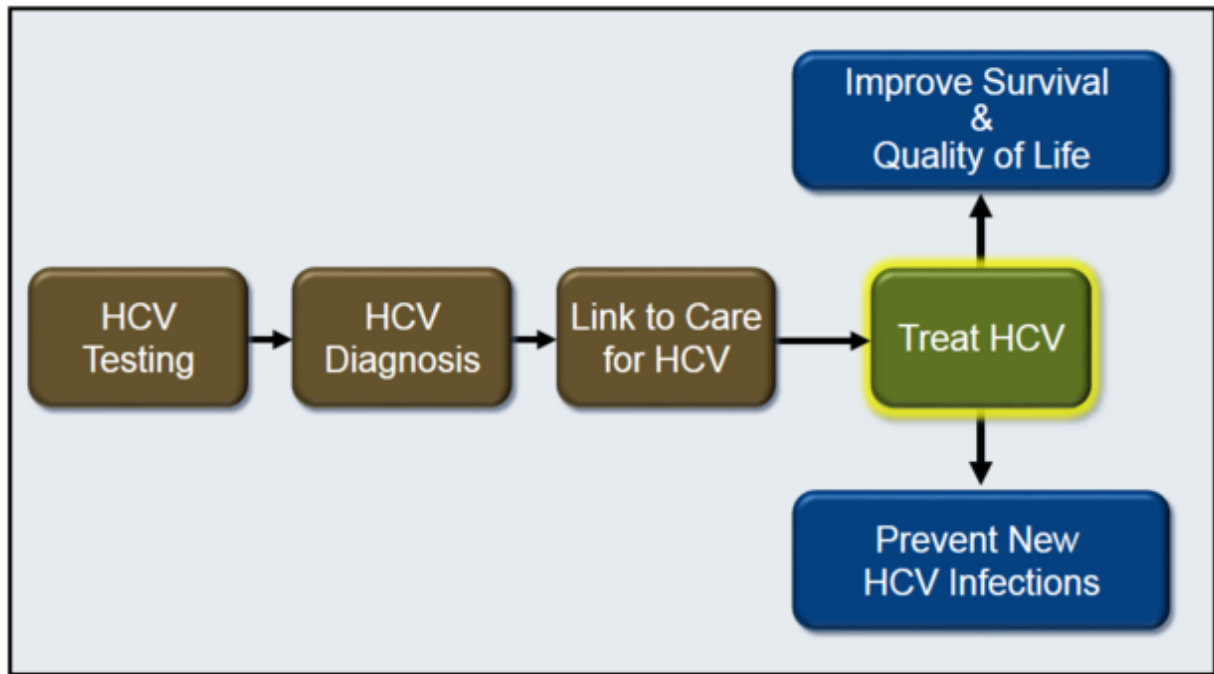 HCV
Testing
HCV
Diagnosis
Link to Care
for HCV
Treat HCV
Improve Survival
&
Quality of Life
Prevent New
HCV Infections